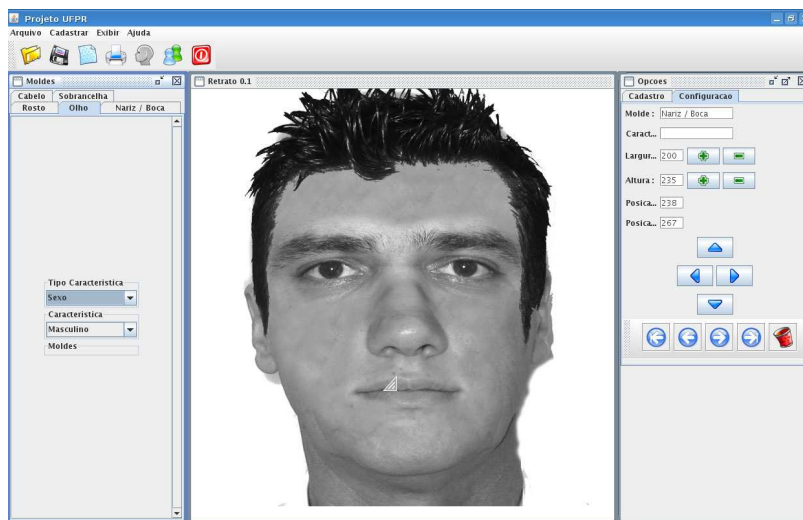 Projeto UFPR
Arquivo Cadastrar Exibir Ajuda
Moldes
Cabelo Sobrancelha
Rosto Olho Nariz / Boca
Tipo Caracteristica
Sexo
Caracteristica
Masculino
Moldes
Retrato 0.1
Opcoes
Cadastro Configuracao
Molde : Nariz / Boca
Caract...
Largur... 200
Altura : 235
Posica... 238
Posica... 267